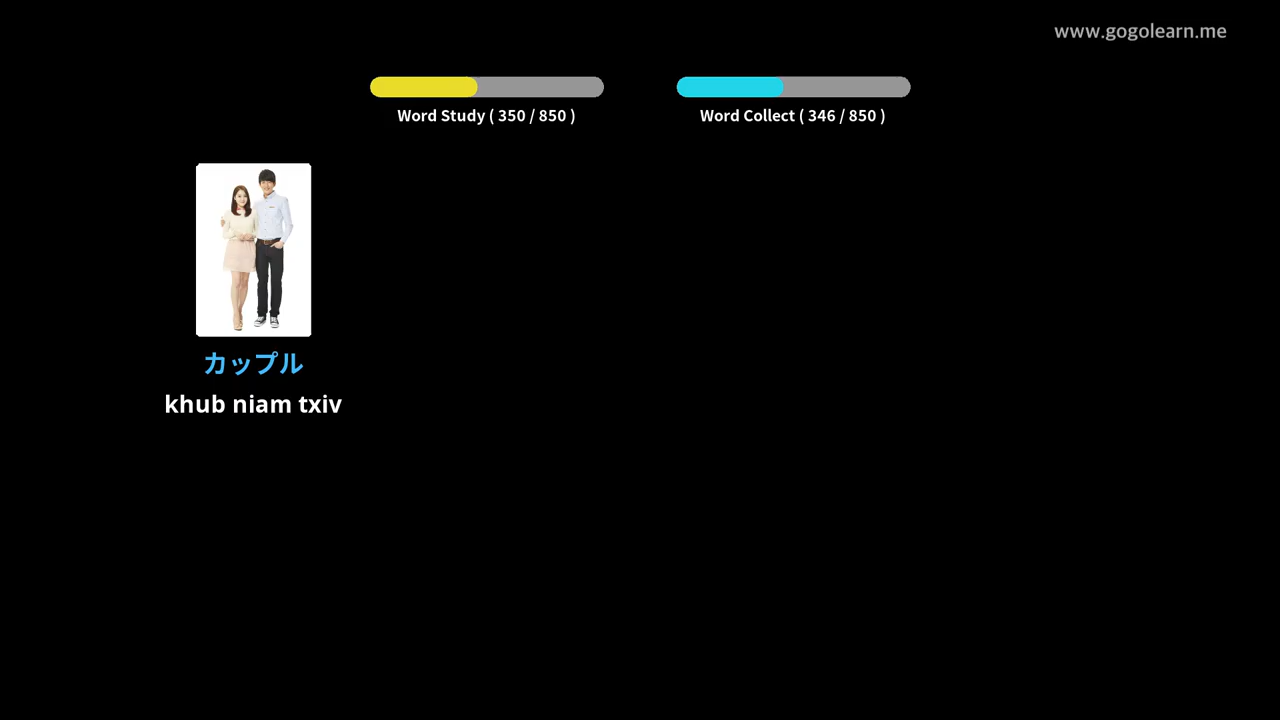 www.gogolearn.me
Word Study ( 350 / 850 )
Word Collect ( 346 / 850 )
カップル
khub niam txiv